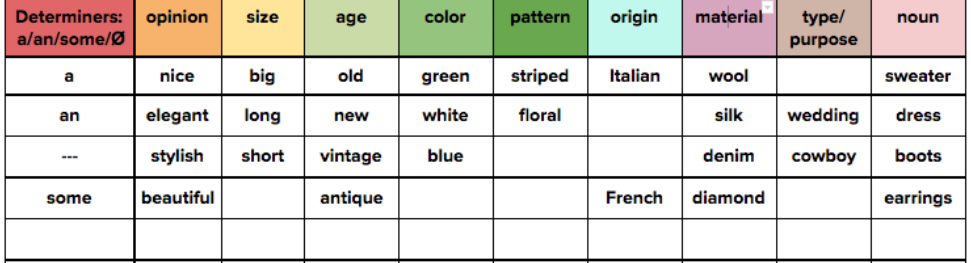 Determiners: opinion size age color pattern origin material type/ noun
a/an/some/Ø purpose
a nice big old green striped Italian wool sweater
an elegant long new white floral silk wedding dress
--- stylish short vintage blue denim cowboy boots
some beautiful antique French diamond earrings